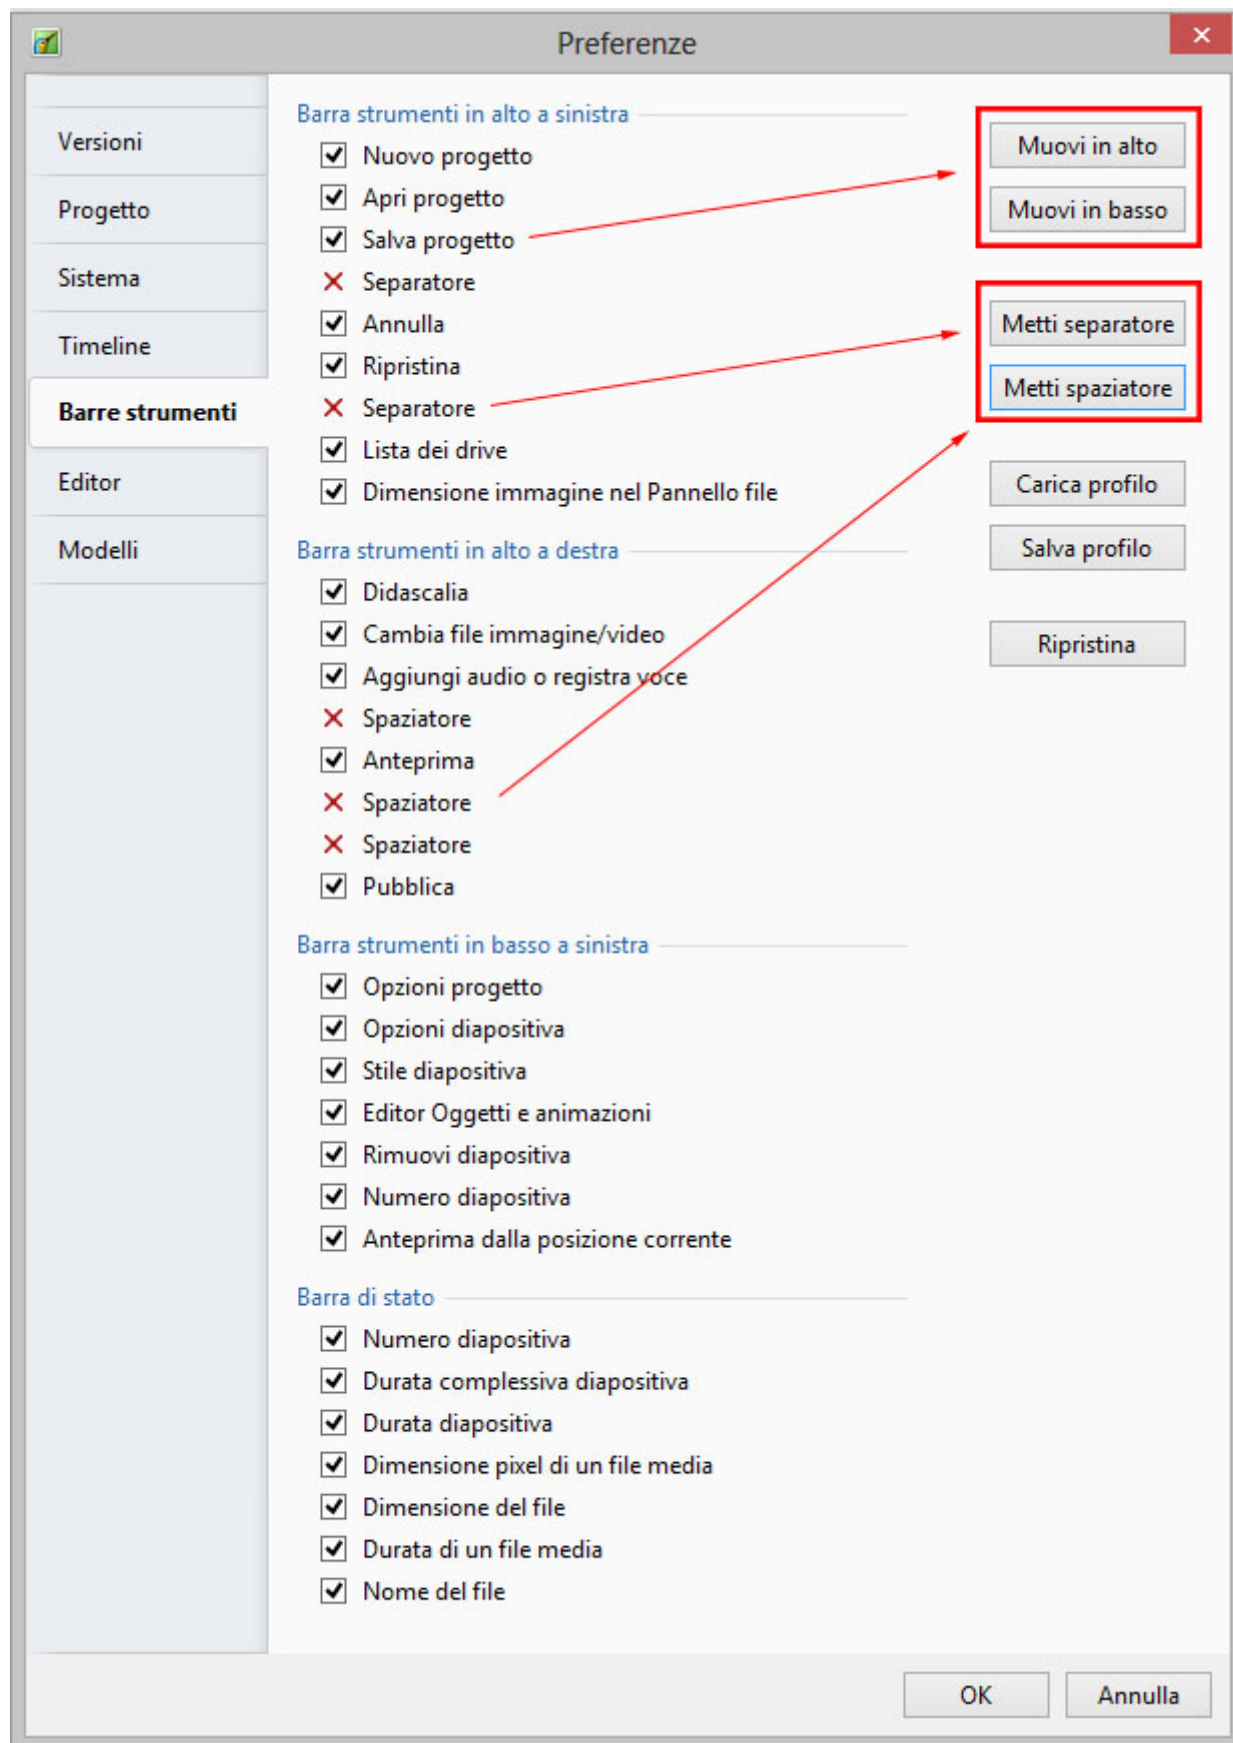 Preferenze
Versioni
Progetto
Sistema
Timeline
Barre strumenti
Editor
Modelli
Barra strumenti in alto a sinistra
Nuovo progetto
Apri progetto
Salva progetto
Separatore
Annulla
Ripristina
Separatore
Lista dei drive
Dimensione immagine nel Pannello file
Barra strumenti in alto a destra
Didascalia
Cambia file immagine/video
Aggiungi audio o registra voce
Spaziatore
Anteprima
Spaziatore
Spaziatore
Pubblica
Barra strumenti in basso a sinistra
Opzioni progetto
Opzioni diapositiva
Stile diapositiva
Editor Oggetti e animazioni
Rimuovi diapositiva
Numero diapositiva
Anteprima dalla posizione corrente
Barra di stato
Numero diapositiva
Durata complessiva diapositiva
Durata diapositiva
Dimensione pixel di un file media
Dimensione del file
Durata di un file media
Nome del file
Muovi in alto
Muovi in basso
Metti separatore
Metti spaziatore
Carica profilo
Salva profilo
Ripristina
OK
Annulla